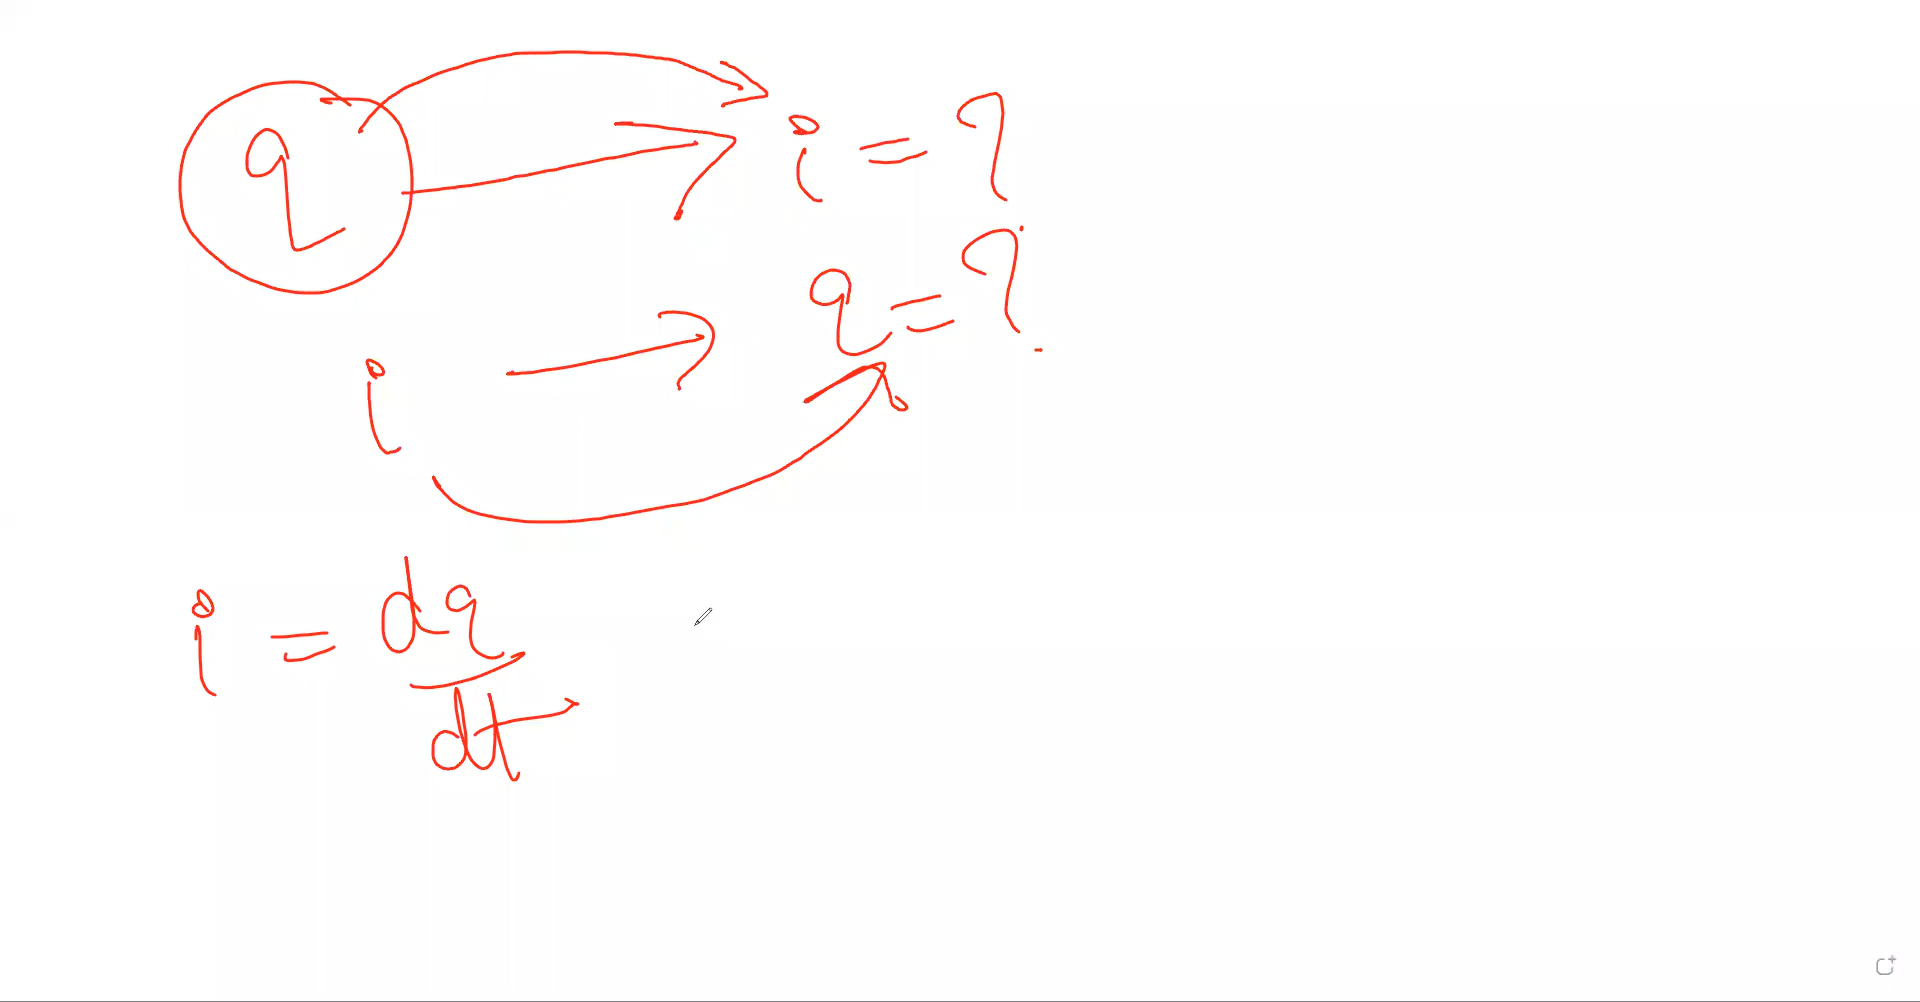 q → i = ?
i → q = ?
i = dq/dt